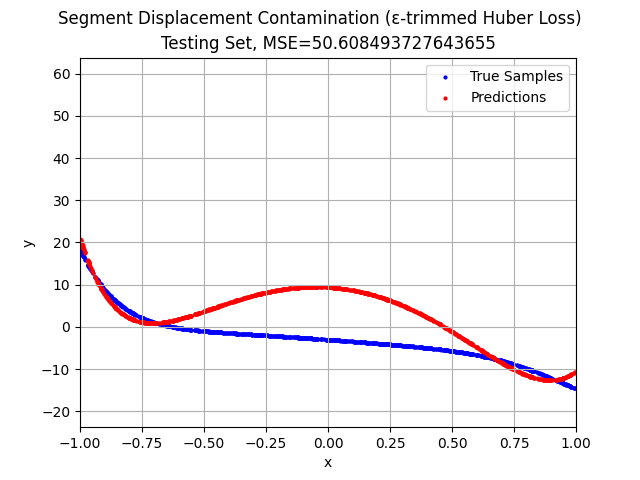 Segment Displacement Contamination (ε-trimmed Huber Loss)
Testing Set, MSE=50.608493727643655
True Samples
Predictions
y
60
50
40
30
20
10
0
−10
−20
−1.00 −0.75 −0.50 −0.25 0.00 0.25 0.50 0.75 1.00
x